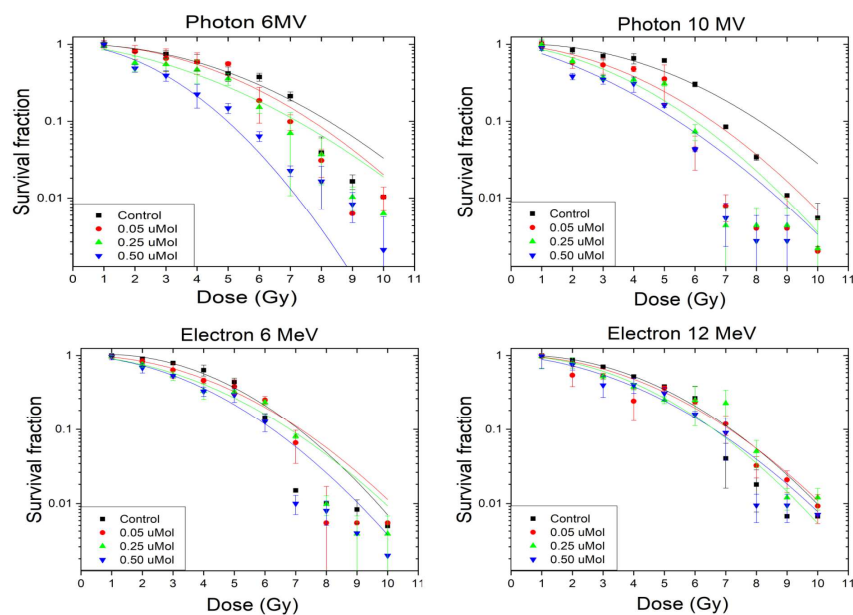 Photon 6MV
Survival fraction
1
0.1
0.01
Control
0.05 uMol
0.25 uMol
0.50 uMol
0 1 2 3 4 5 6 7 8 9 10 11
Dose (Gy)
Photon 10 MV
Survival fraction
1
0.1
0.01
Control
0.05 uMol
0.25 uMol
0.50 uMol
0 1 2 3 4 5 6 7 8 9 10 11
Dose (Gy)
Electron 6 MeV
Survival fraction
1
0.1
0.01
Control
0.05 uMol
0.25 uMol
0.50 uMol
0 1 2 3 4 5 6 7 8 9 10 11
Dose (Gy)
Electron 12 MeV
Survival fraction
1
0.1
0.01
Control
0.05 uMol
0.25 uMol
0.50 uMol
0 1 2 3 4 5 6 7 8 9 10 11
Dose (Gy)